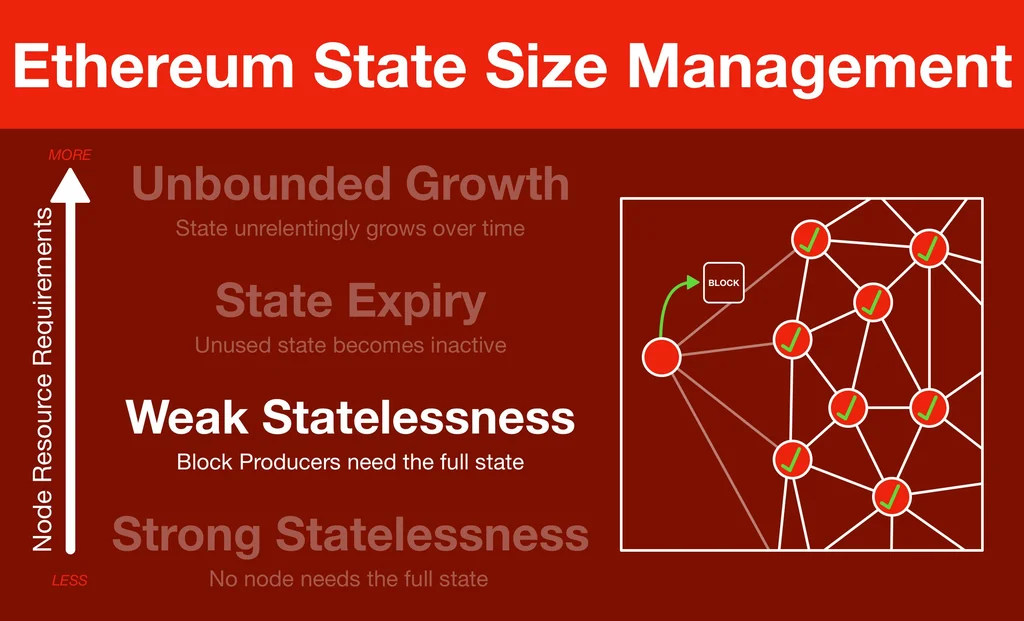 Ethereum State Size Management
MORE
Node Resource Requirements
LESS
Unbounded Growth
State unrelentingly grows over time
State Expiry
Unused state becomes inactive
Weak Statelessness
Block Producers need the full state
Strong Statelessness
No node needs the full state
BLOCK